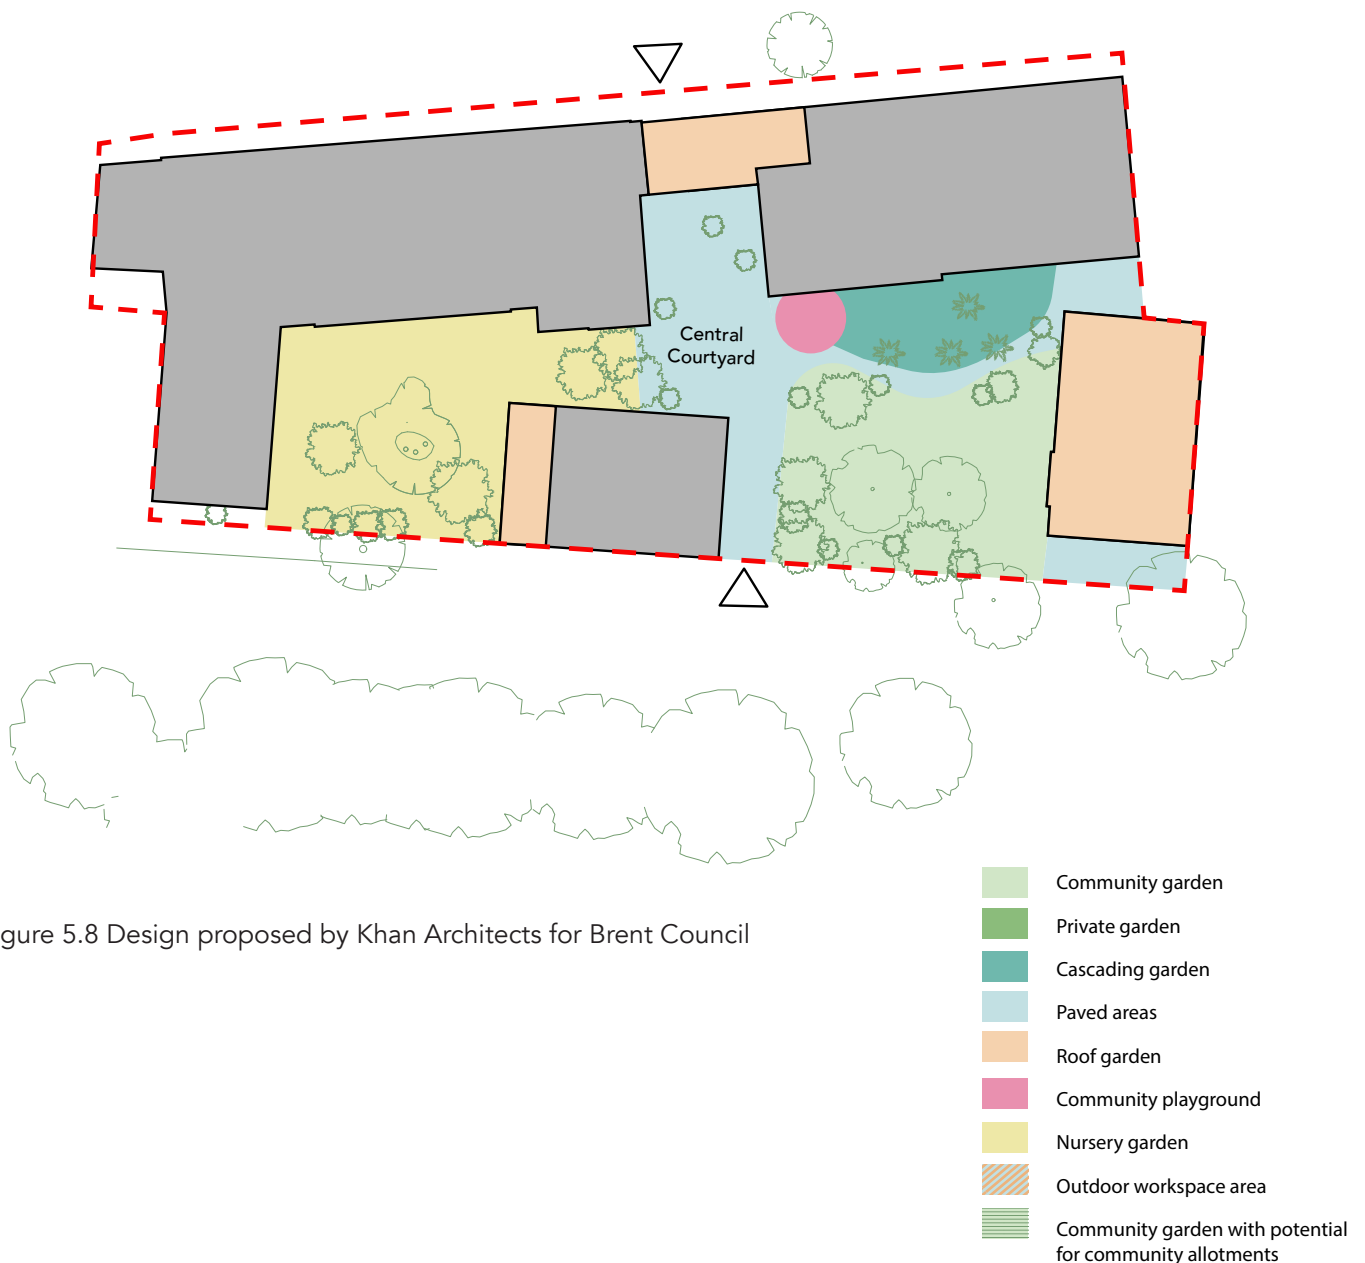 Central
Courtyard
gure 5.8 Design proposed by Khan Architects for Brent Council
Community garden
Private garden
Cascading garden
Paved areas
Roof garden
Community playground
Nursery garden
Outdoor workspace area
Community garden with potential
for community allotments